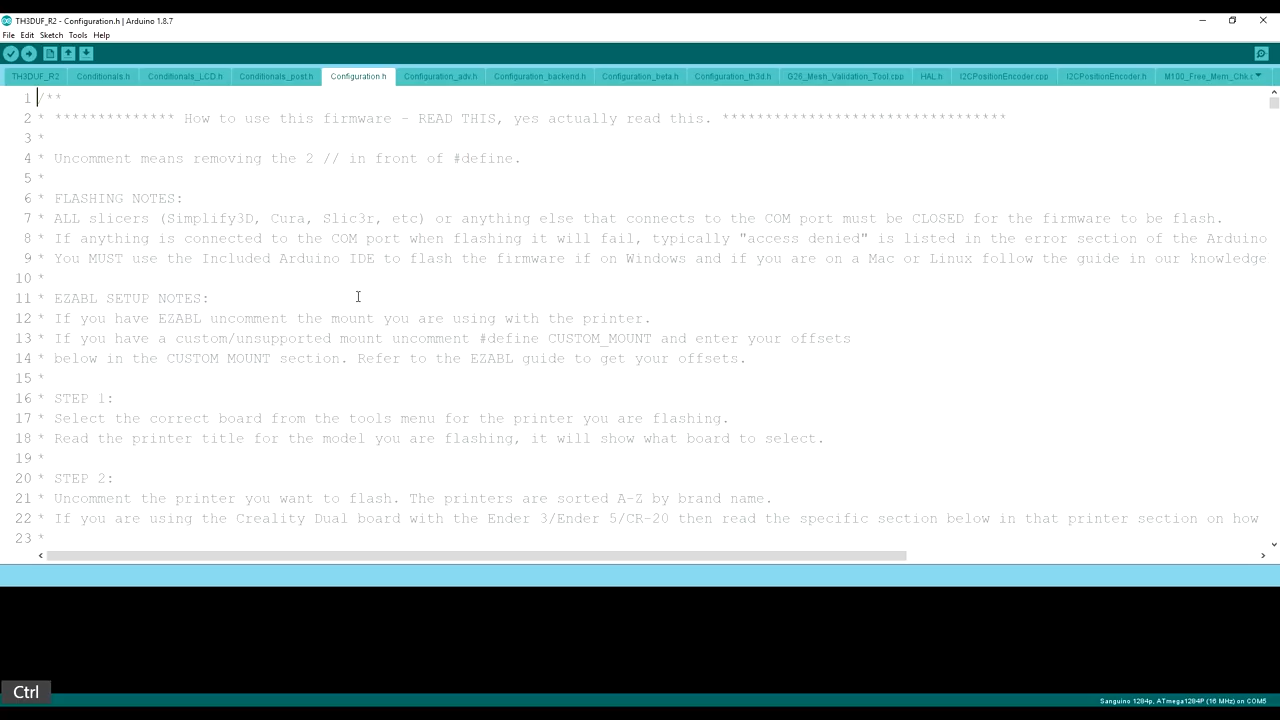 TH3DUF_R2 - Configuration.h | Arduino 1.8.7
File Edit Sketch Tools Help
TH3DUF_R2 Conditionals.h Conditionals_LCD.h Conditionals_post.h Configuration.h Configuration_adv.h Configuration_backend.h Configuration_beta.h Configuration_th3d.h G26_Mesh_Validation_Tool.cpp HAL.h I2CPositionEncoder.cpp I2CPositionEncoder.h M100_Free_Mem_Chk.c
1 /**
2 * ************** How to use this firmware - READ THIS, yes actually read this. *********************************
3 *
4 * Uncomment means removing the 2 // in front of #define.
5 *
6 * FLASHING NOTES:
7 * ALL slicers (Simplify3D, Cura, Slic3r, etc) or anything else that connects to the COM port must be CLOSED for the firmware to be flash.
8 * If anything is connected to the COM port when flashing it will fail, typically "access denied" is listed in the error section of the Arduino
9 * You MUST use the Included Arduino IDE to flash the firmware if on Windows and if you are on a Mac or Linux follow the guide in our knowledge
10 *
11 * EZABL SETUP NOTES:
12 * If you have EZABL uncomment the mount you are using with the printer.
13 * If you have a custom/unsupported mount uncomment #define CUSTOM_MOUNT and enter your offsets
14 * below in the CUSTOM MOUNT section. Refer to the EZABL guide to get your offsets.
15 *
16 * STEP 1:
17 * Select the correct board from the tools menu for the printer you are flashing.
18 * Read the printer title for the model you are flashing, it will show what board to select.
19 *
20 * STEP 2:
21 * Uncomment the printer you want to flash. The printers are sorted A-Z by brand name.
22 * If you are using the Creality Dual board with the Ender 3/Ender 5/CR-20 then read the specific section below in that printer section on how
23 *
Ctrl
Sanguino 1284p, ATmega1284P (16 MHz) on COM5